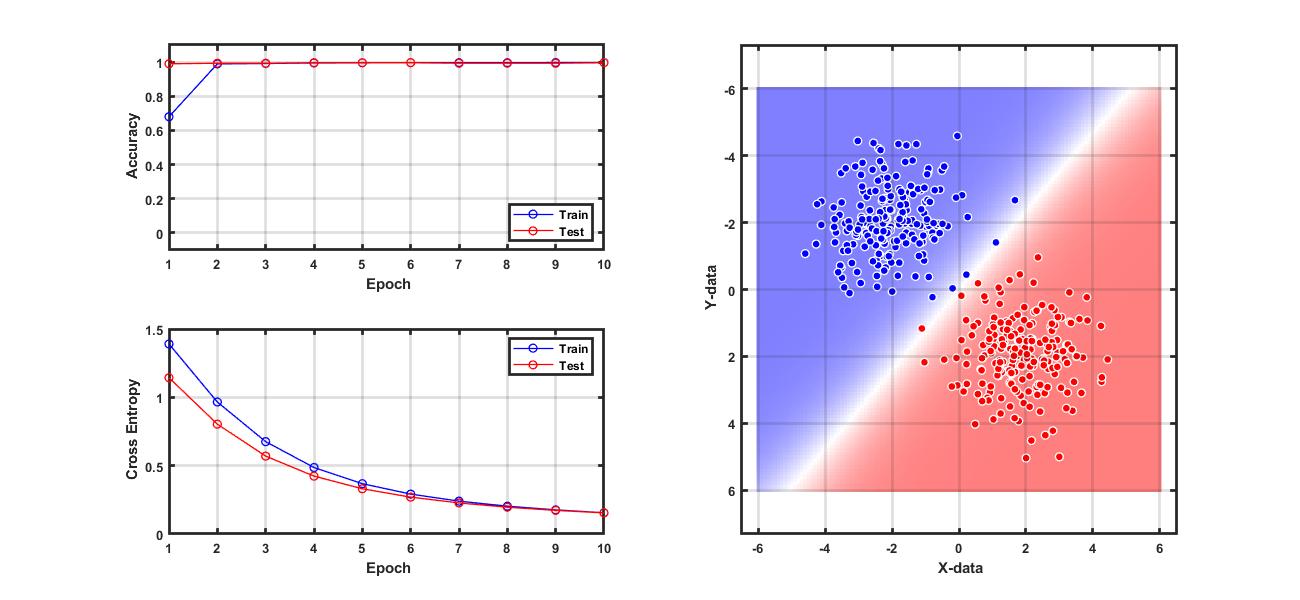 1
0.8
0.6
0.4
0.2
0
Accuracy
Train
Test
1 2 3 4 5 6 7 8 9 10
Epoch
1.5
1
0.5
0
Cross Entropy
Train
Test
1 2 3 4 5 6 7 8 9 10
Epoch
-6
-4
-2
0
2
4
6
Y-data
-6 -4 -2 0 2 4 6
X-data